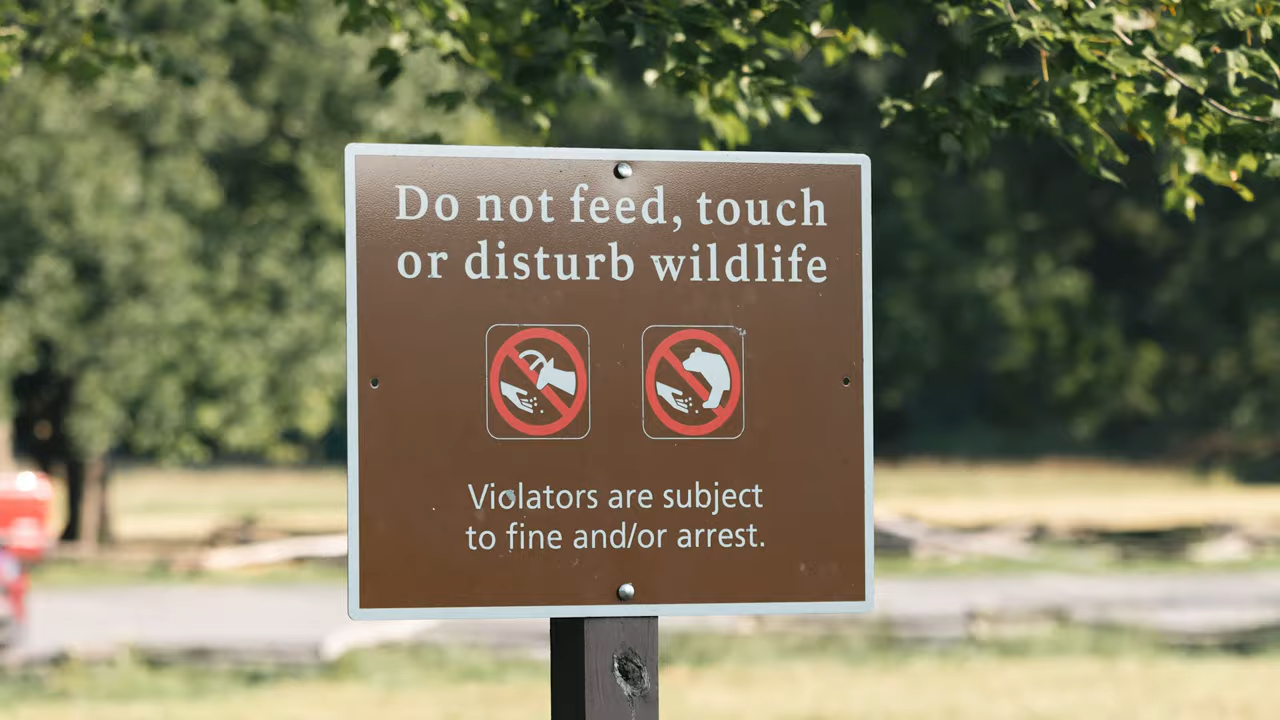 Do not feed, touch
or disturb wildlife
Violators are subject
to fine and/or arrest.